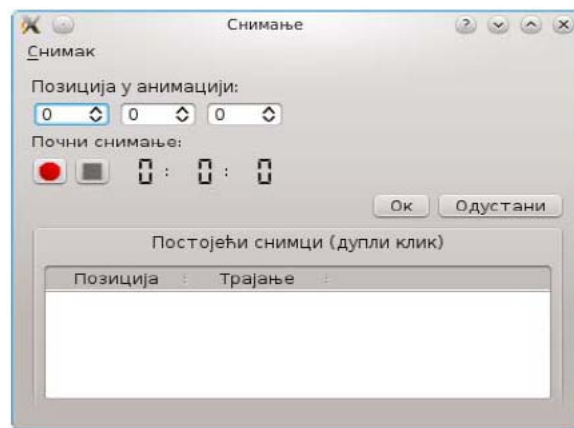 Снимање
Снимак
Позиција у анимацији:
0 0 0
Почни снимање:
0 : 0 : 0
Ок Одустани
Постојећи снимци (дупли клик)
Позиција Трајање